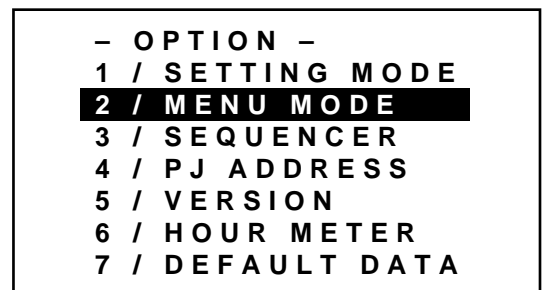 – OPTION –
1 / SETTING MODE
2 / MENU MODE
3 / SEQUENCER
4 / PJ ADDRESS
5 / VERSION
6 / HOUR METER
7 / DEFAULT DATA